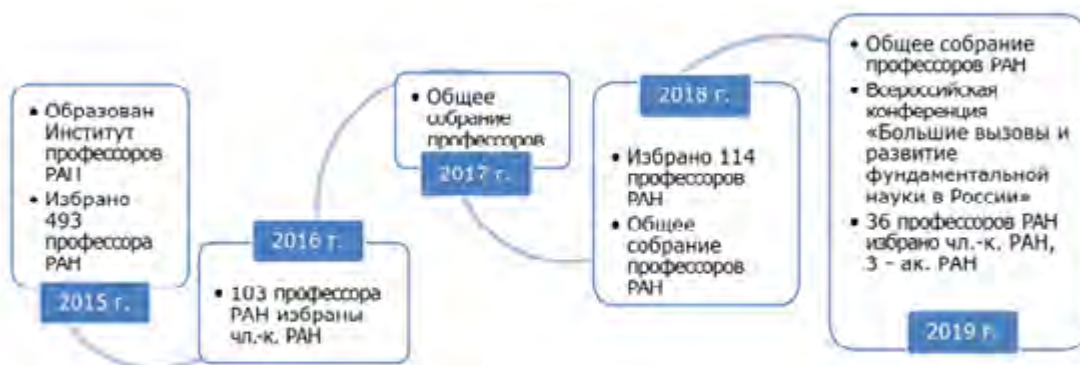 • Образован
Институт
профессоров
РАН
• Избрано
493
профессора
РАН
2015 г.
2016 г.
• 103 профессора
РАН избраны
чл.-к. РАН
• Общее
собрание
профессоров
2017 г.
2018 г.
• Избрано 114
профессоров
РАН
• Общее
собрание
профессоров
РАН
• Общее собрание
профессоров РАН
• Всероссийская
конференция
«Большие вызовы и
развитие
фундаментальной
науки в России»
• 36 профессоров РАН
избрано чл.-к. РАН,
3 - ак. РАН
2019 г.